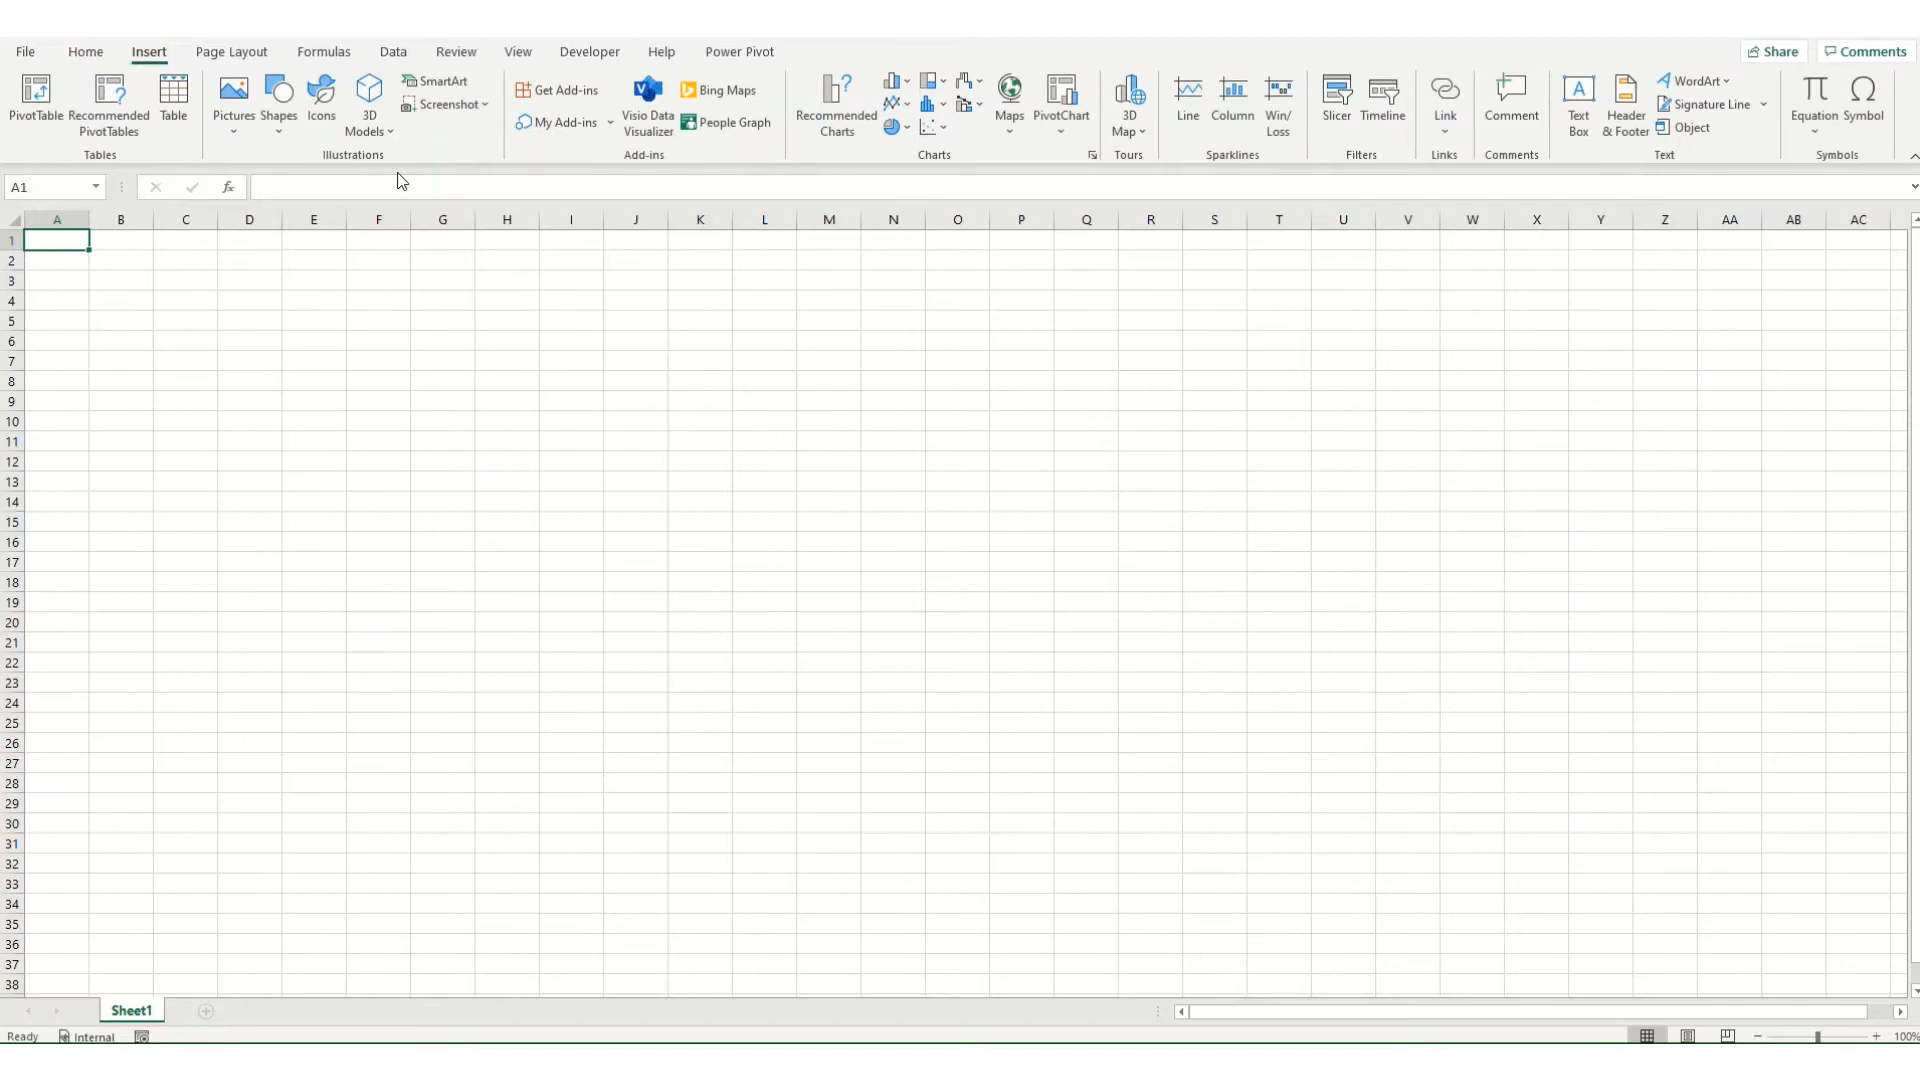 File Home Insert Page Layout Formulas Data Review View Developer Help Power Pivot Share Comments
PivotTable Recommended PivotTables Table
Tables
Pictures Shapes Icons 3D Models SmartArt Screenshot
Illustrations
Get Add-ins My Add-ins Visio Data Visualizer Bing Maps People Graph
Add-ins
Recommended Charts Maps PivotChart
Charts
3D Map
Tours
Line Column Win/Loss
Sparklines
Slicer Timeline
Filters
Link
Links
Comment
Comments
Text Box Header & Footer WordArt Signature Line Object
Text
Equation Symbol
Symbols
A1 fx
A B C D E F G H I J K L M N O P Q R S T U V W X Y Z AA AB AC
1
2
3
4
5
6
7
8
9
10
11
12
13
14
15
16
17
18
19
20
21
22
23
24
25
26
27
28
29
30
31
32
33
34
35
36
37
38
Sheet1
Ready Internal 100%